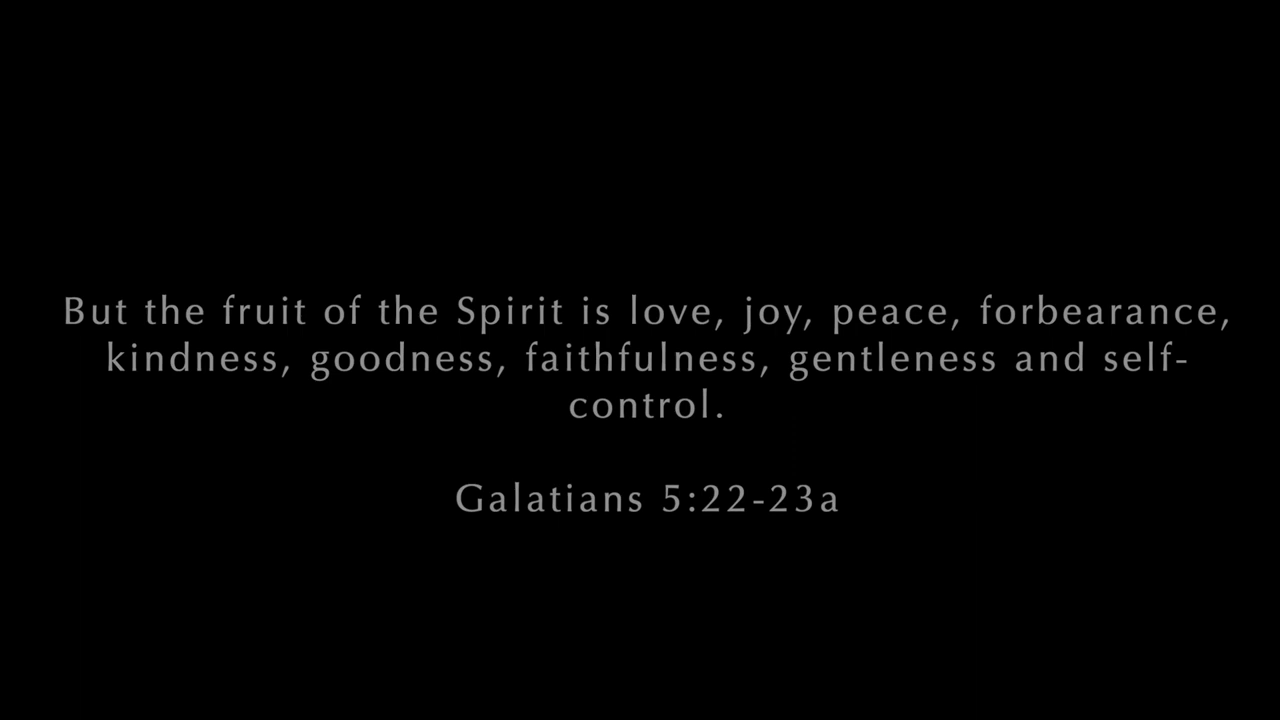 But the fruit of the Spirit is love, joy, peace, forbearance,
kindness, goodness, faithfulness, gentleness and self-
control.
Galatians 5:22-23a